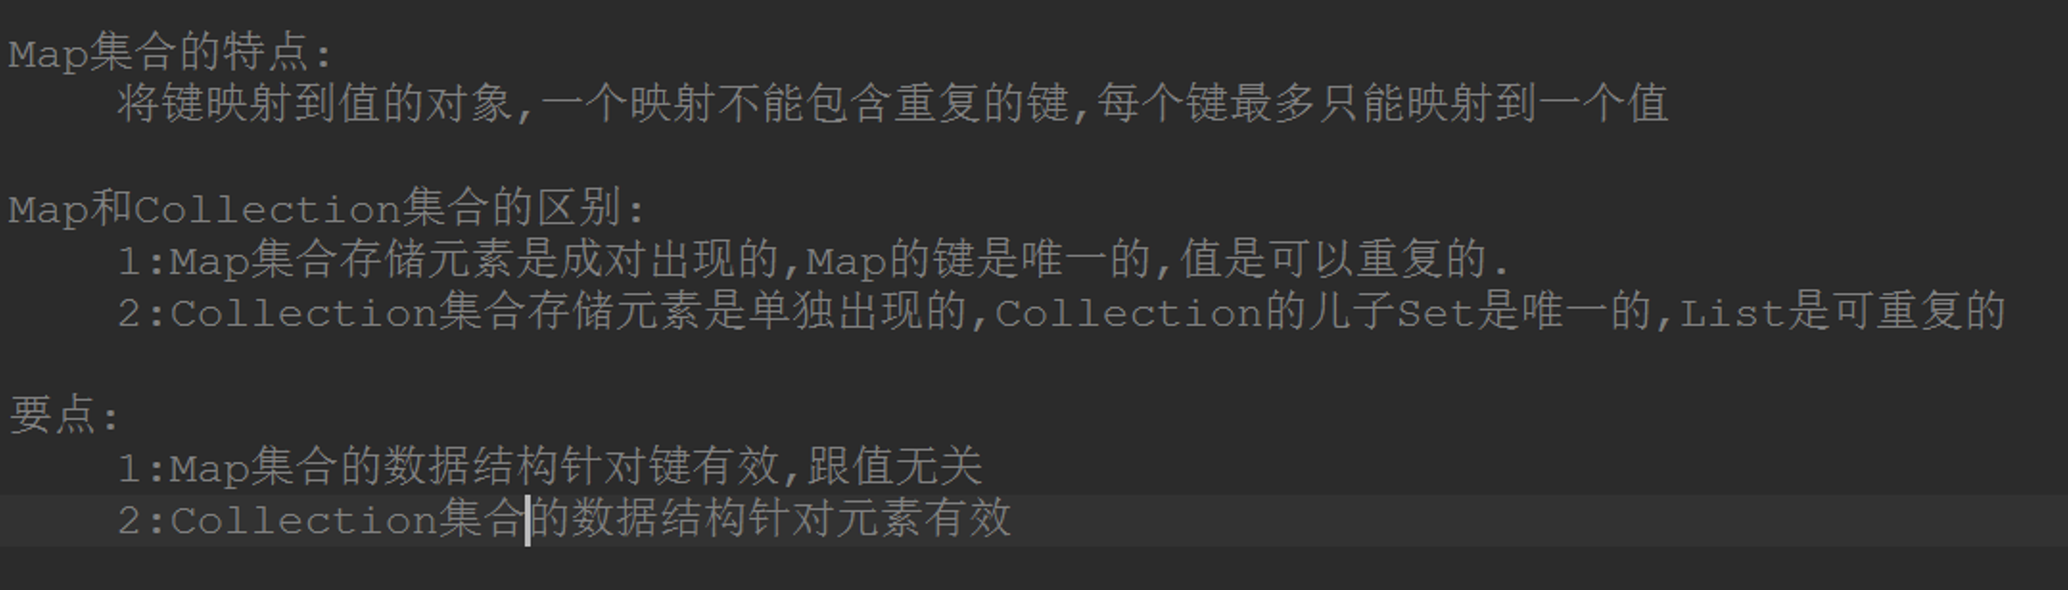 Map集合的特点:
将键映射到值的对象,一个映射不能包含重复的键,每个键最多只能映射到一个值
Map和Collection集合的区别:
1:Map集合存储元素是成对出现的,Map的键是唯一的,值是可以重复的.
2:Collection集合存储元素是单独出现的,Collection的儿子Set是唯一的,List是可重复的
要点:
1:Map集合的数据结构针对键有效,跟值无关
2:Collection集合的数据结构针对元素有效